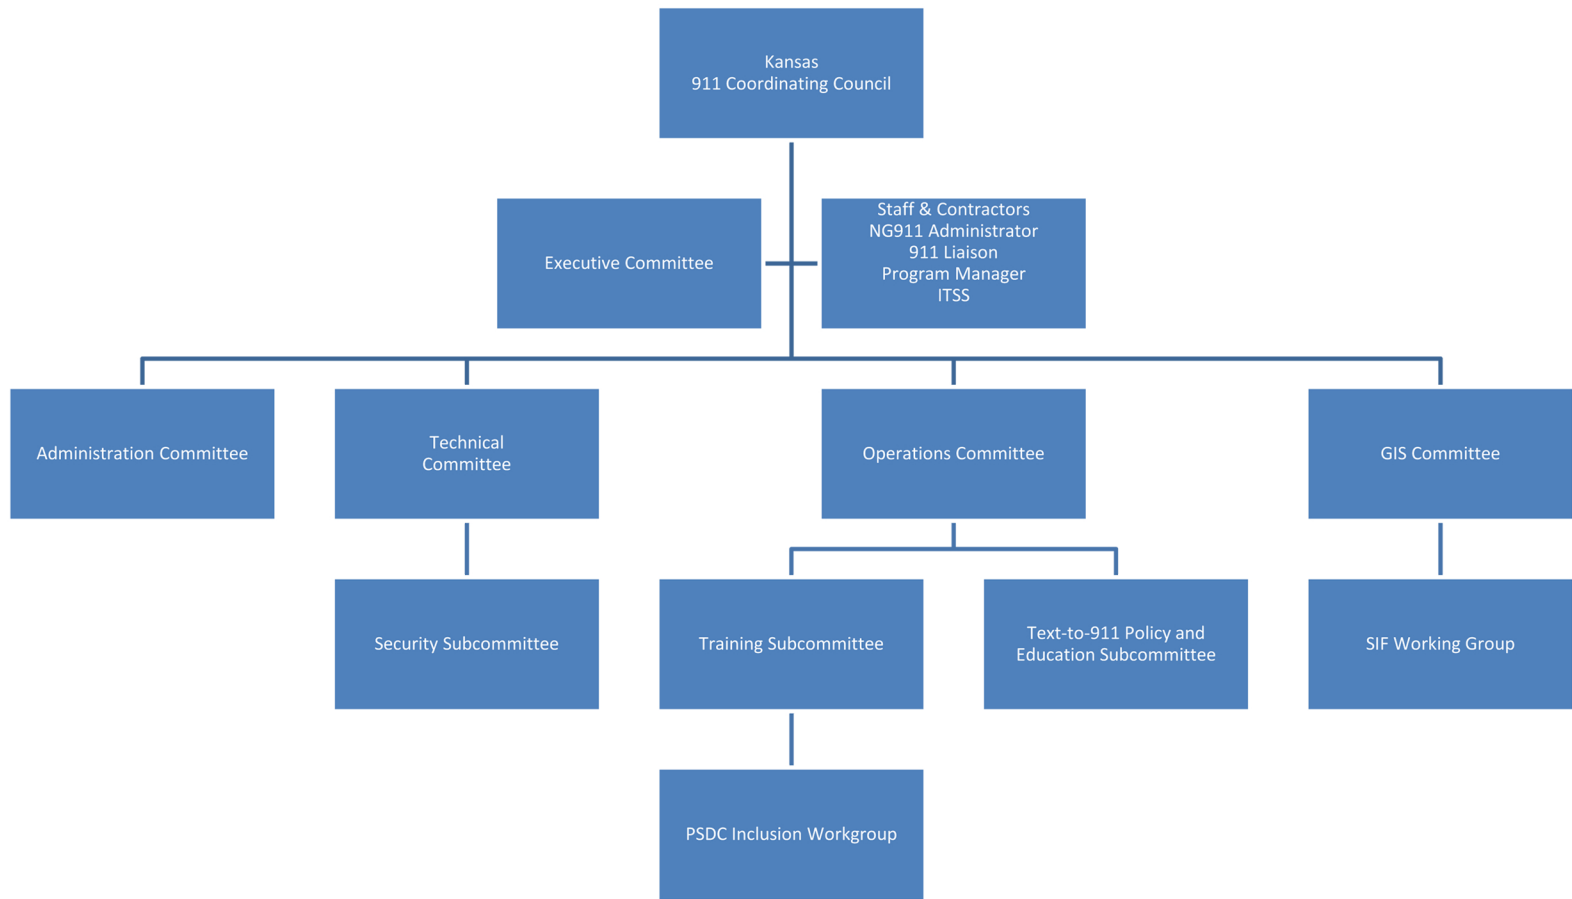 Kansas
911 Coordinating Council
Executive Committee
Staff & Contractors
NG911 Administrator
911 Liaison
Program Manager
ITSS
Administration Committee
Technical
Committee
Operations Committee
GIS Committee
Security Subcommittee
Training Subcommittee
Text-to-911 Policy and
Education Subcommittee
SIF Working Group
PSDC Inclusion Workgroup